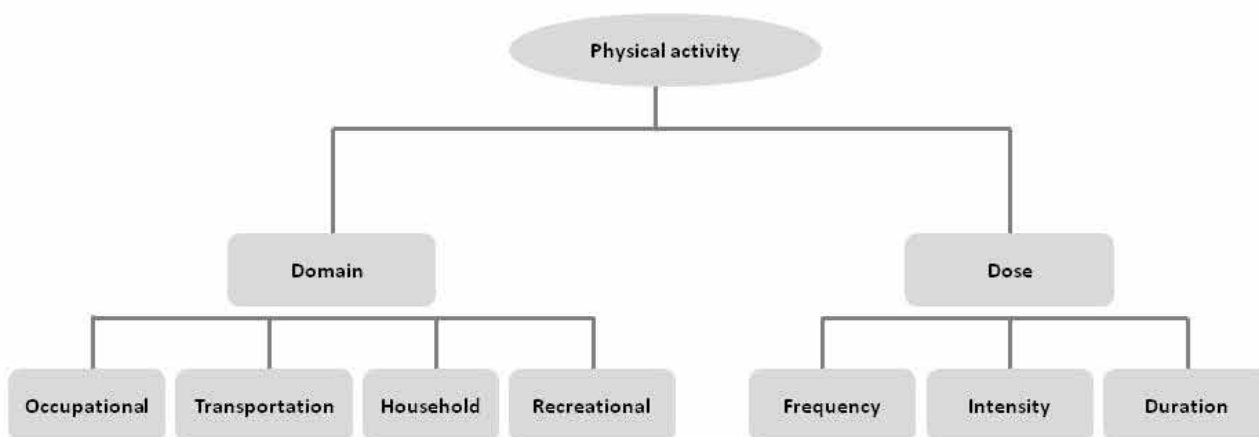 Physical activity
Domain
Dose
Occupational
Transportation
Household
Recreational
Frequency
Intensity
Duration